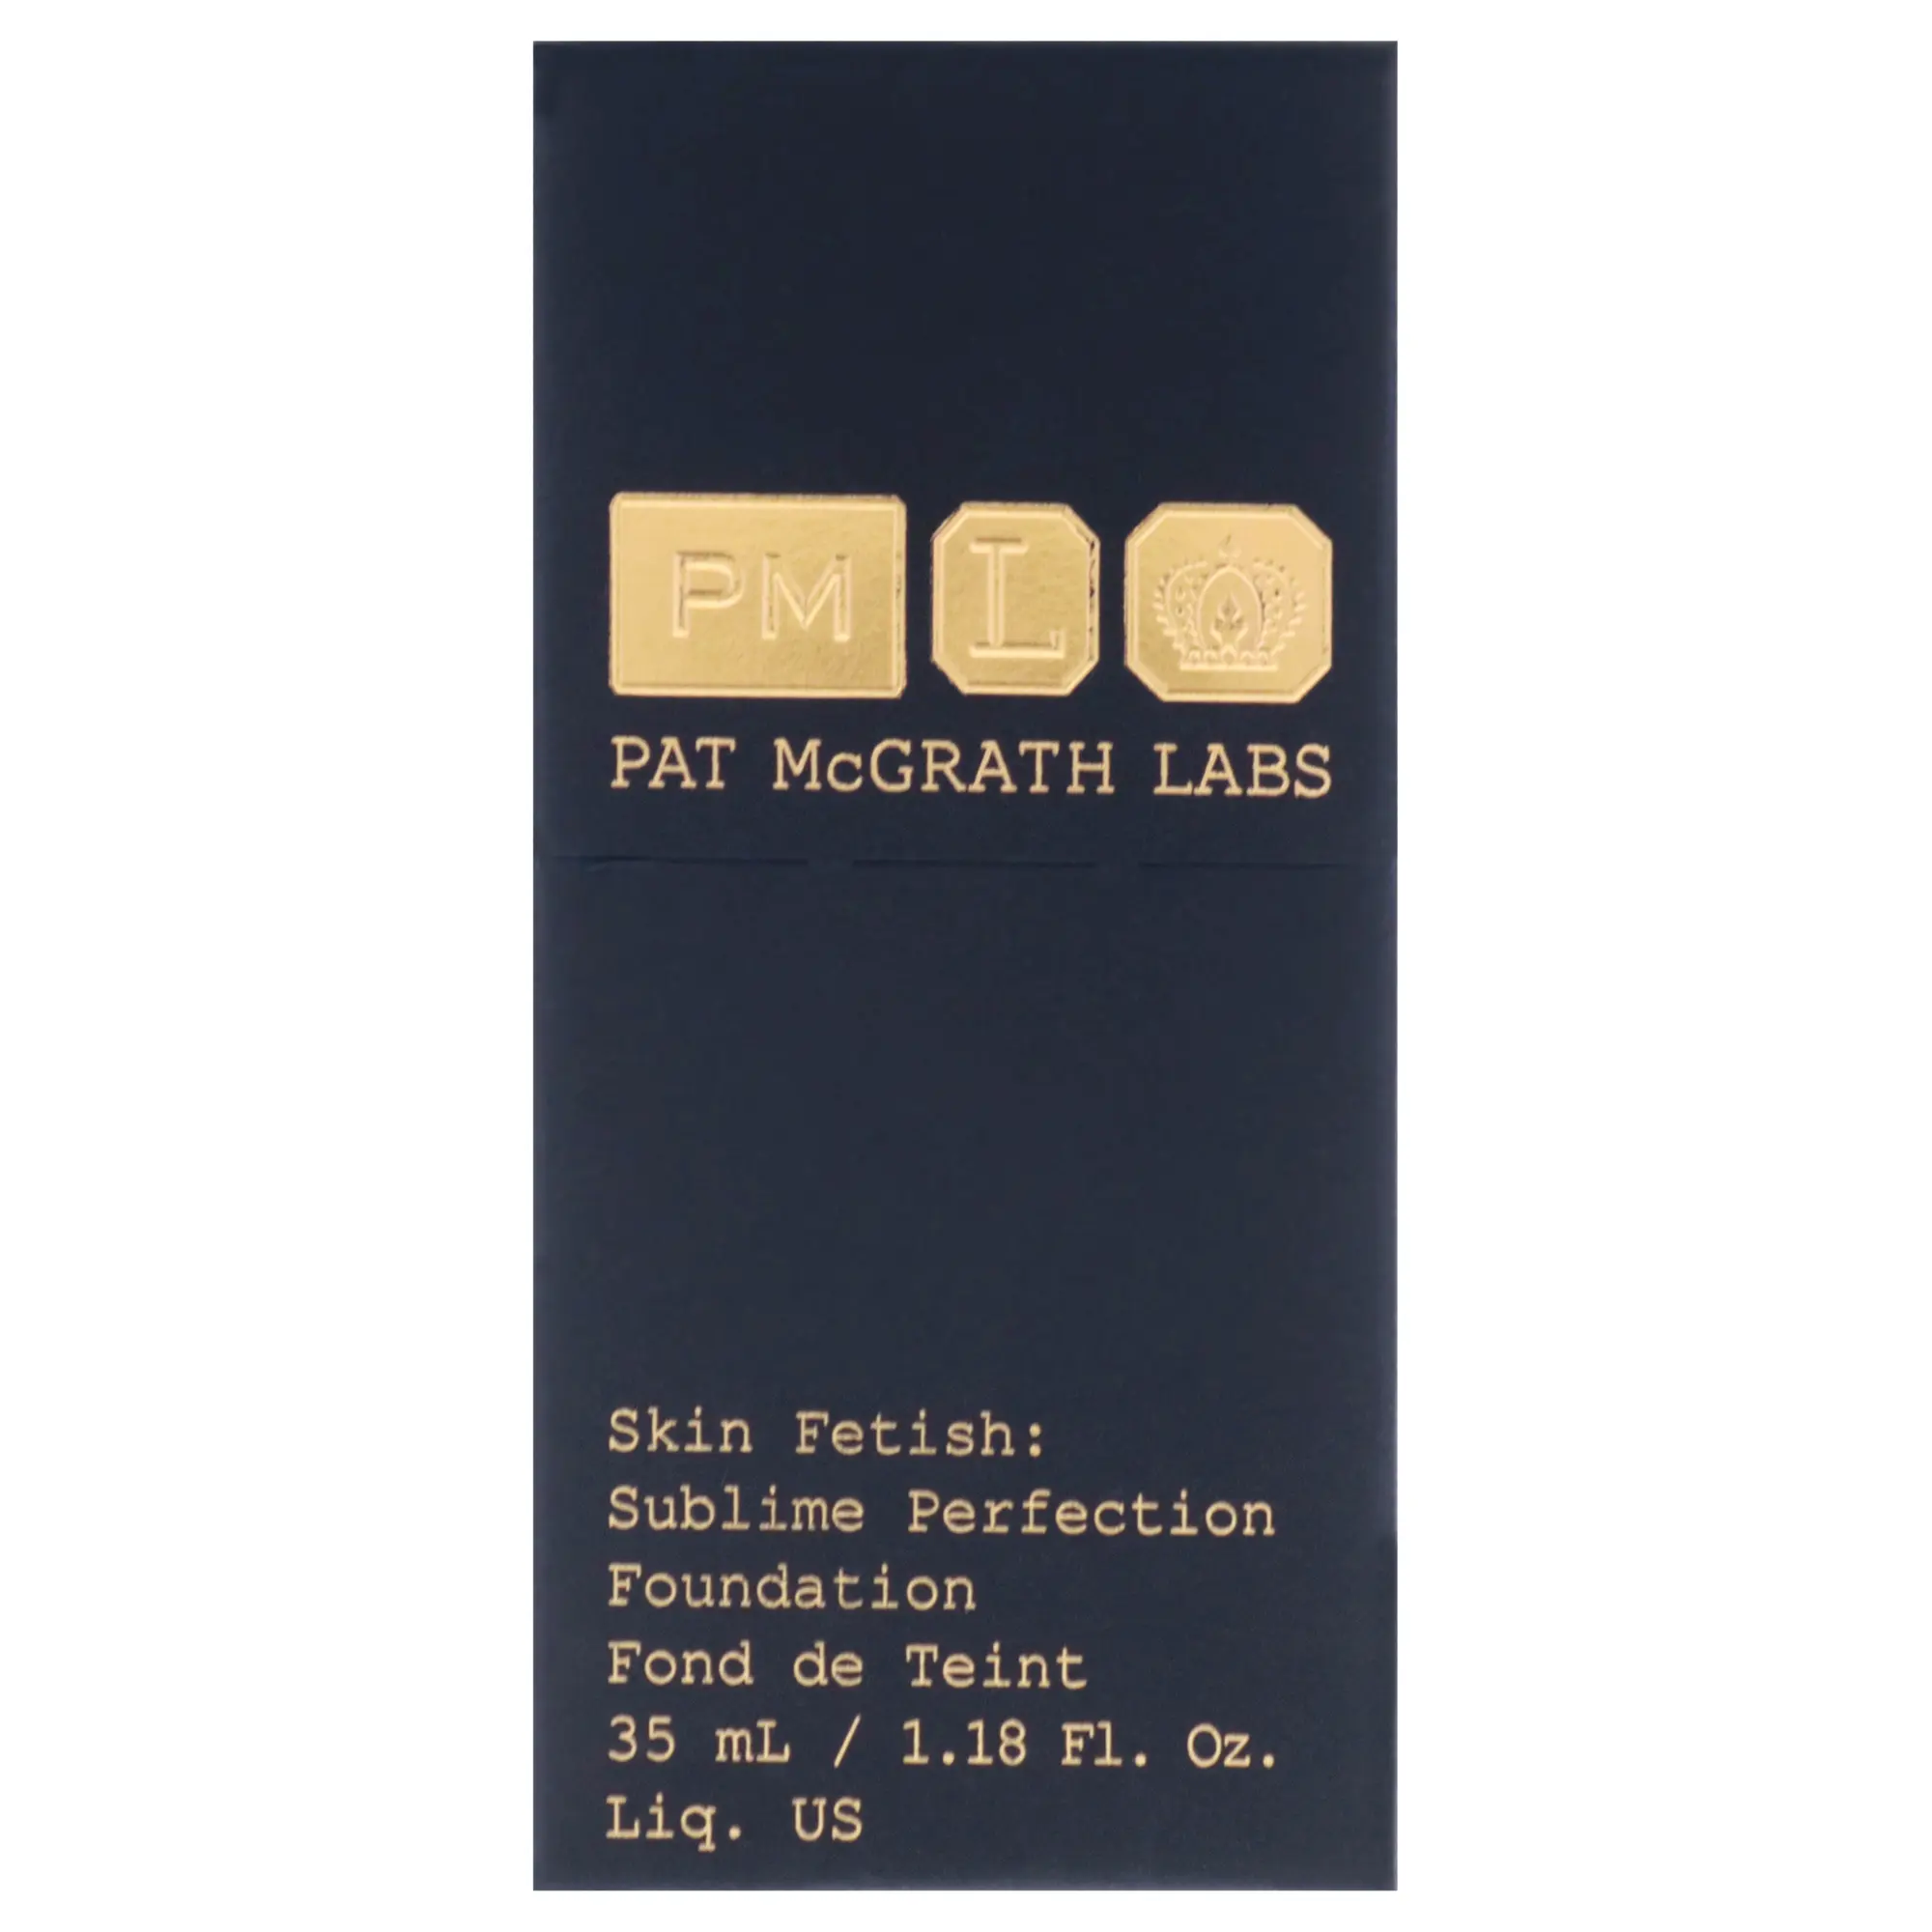 PM L
PAT McGRATH LABS
Skin Fetish:
Sublime Perfection
Foundation
Fond de Teint
35 mL / 1.18 Fl. Oz.
Liq. US